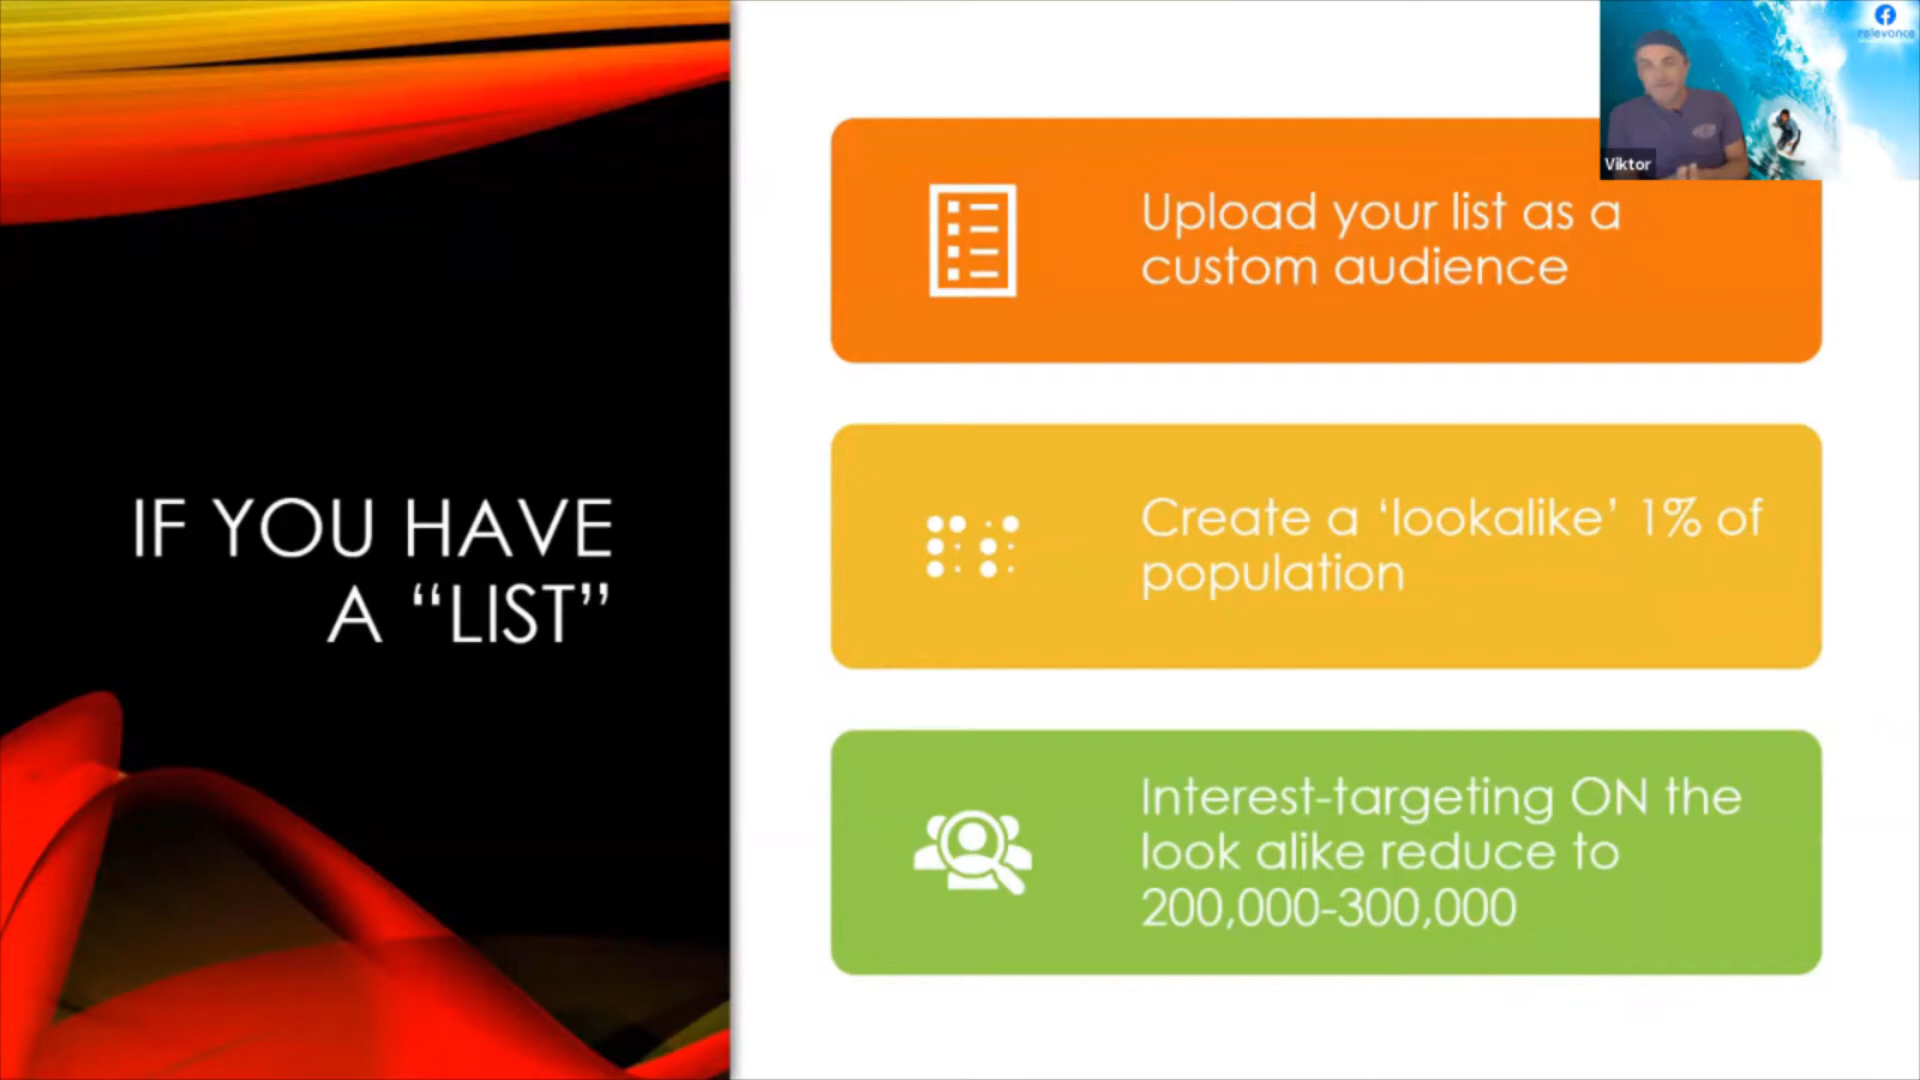 IF YOU HAVE
A “LIST”
Upload your list as a
custom audience
Create a ‘lookalike’ 1% of
population
Interest-targeting ON the
look alike reduce to
200,000-300,000
Viktor
relevance